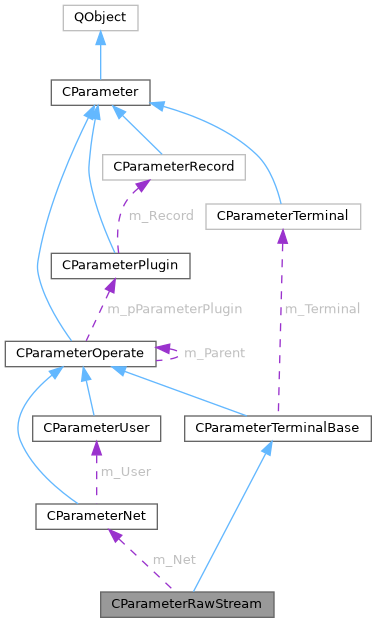 QObject
CParameter
CParameterRecord
m_Record
CParameterTerminal
CParameterPlugin
m_pParameterPlugin
m_Terminal
CParameterOperate
m_Parent
CParameterUser
CParameterTerminalBase
m_User
CParameterNet
m_Net
CParameterRawStream